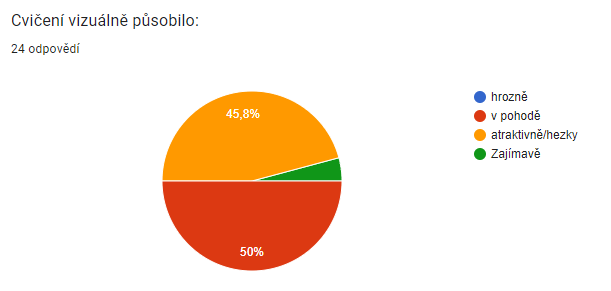 Cvičení vizuálně působilo:
24 odpovědí
45,8%
50%
hrozně
v pohodě
atraktivně/hezky
Zajímavě